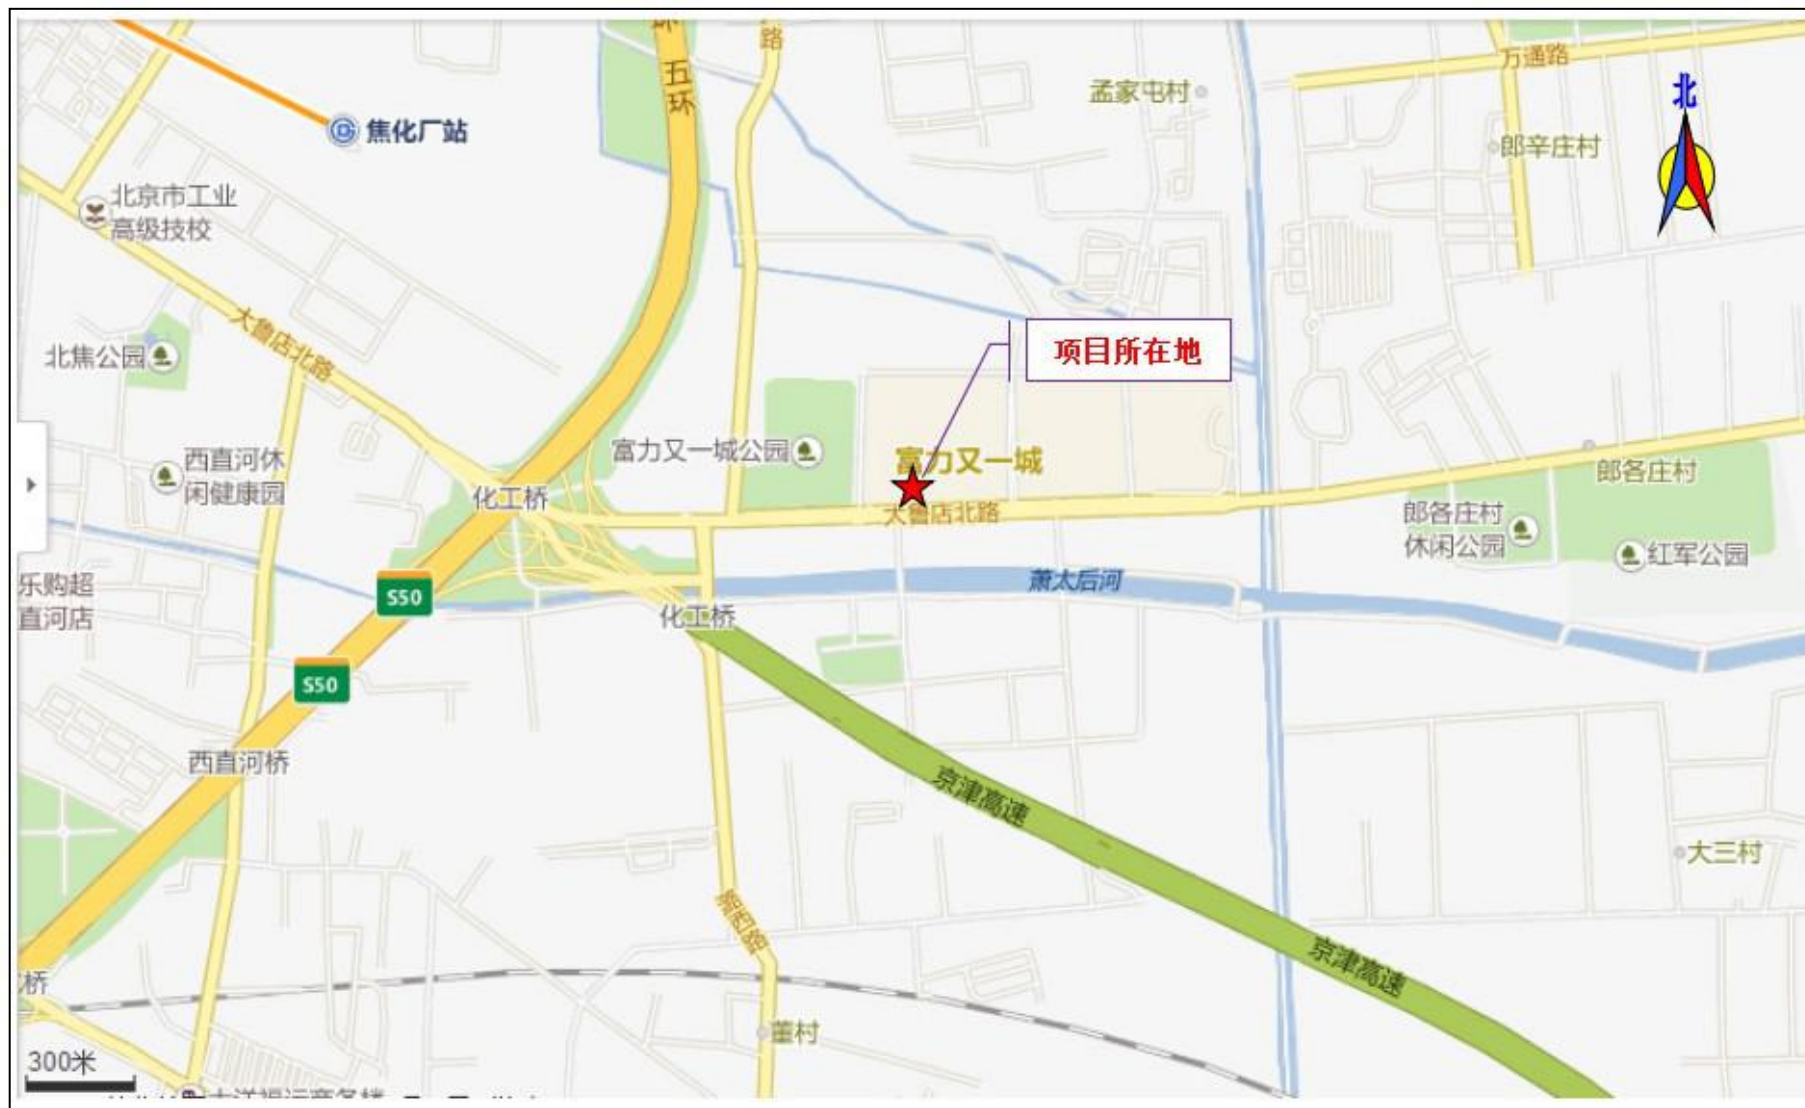 环
五
环
路
万通路
孟家屯村
北
焦化厂站
郎辛庄村
北京市工业
高级技校
大鲁店北路
项目所在地
北焦公园
富力又一城公园
富力又一城
西直河休
闲健康园
化工桥
郎各庄村
大鲁店北路
郎各庄村
休闲公园
红军公园
乐购超
直河店
S50
萧太后河
化工桥
S50
西直河桥
京津高速
大三村
京津高速
桥
董村
300米